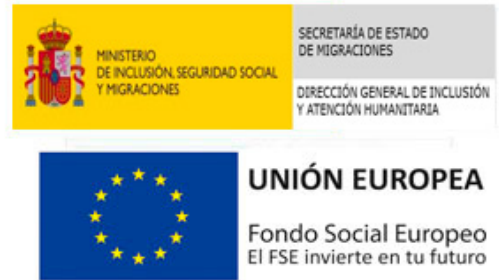 MINISTERIO
DE INCLUSIÓN, SEGURIDAD SOCIAL
Y MIGRACIONES
SECRETARÍA DE ESTADO
DE MIGRACIONES
DIRECCIÓN GENERAL DE INCLUSIÓN
Y ATENCIÓN HUMANITARIA
UNIÓN EUROPEA
Fondo Social Europeo
El FSE invierte en tu futuro